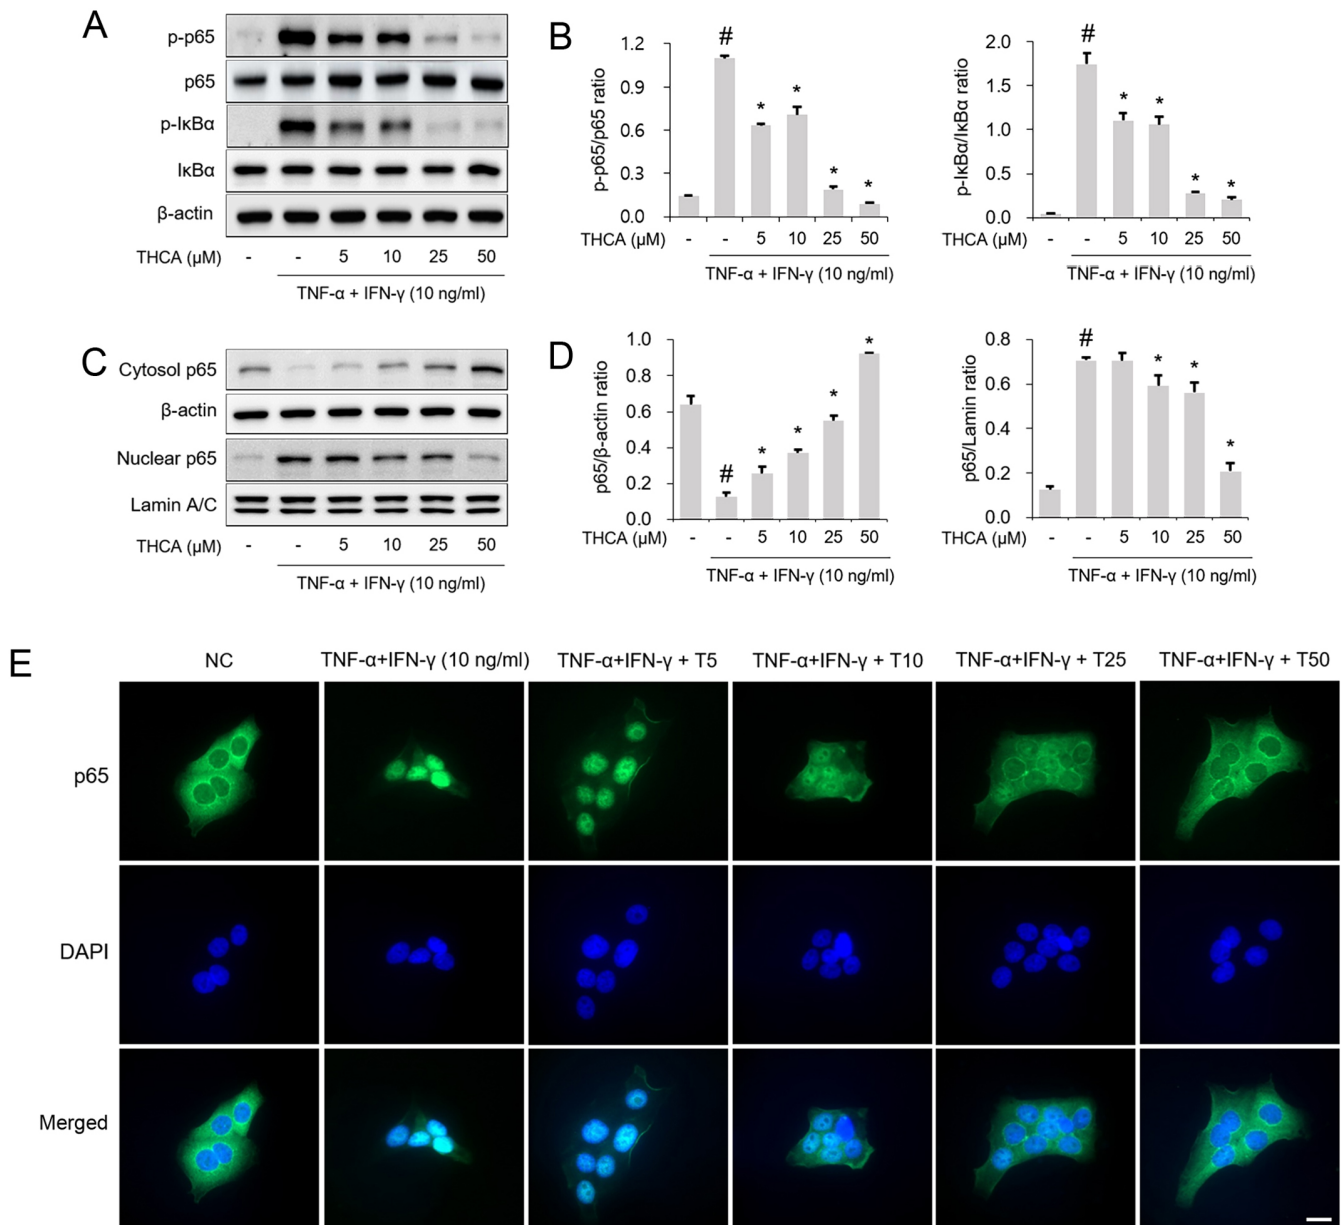 A
p-p65
p65
p-IκBα
IκBα
β-actin
THCA (μM) - - 5 10 25 50
TNF-α + IFN-γ (10 ng/ml)
B
p-p65/p65 ratio
1.2
0.9
0.6
0.3
0.0
# * * * *
THCA (μM) - - 5 10 25 50
TNF-α + IFN-γ (10 ng/ml)
p-IκBα/IκBα ratio
2.0
1.5
1.0
0.5
0.0
# * * * *
THCA (μM) - - 5 10 25 50
TNF-α + IFN-γ (10 ng/ml)
C
Cytosol p65
β-actin
Nuclear p65
Lamin A/C
THCA (μM) - - 5 10 25 50
TNF-α + IFN-γ (10 ng/ml)
D
p65/β-actin ratio
1.0
0.8
0.6
0.4
0.2
0.0
# * * * *
THCA (μM) - - 5 10 25 50
TNF-α + IFN-γ (10 ng/ml)
p65/Lamin ratio
0.8
0.6
0.4
0.2
0.0
# * * *
THCA (μM) - - 5 10 25 50
TNF-α + IFN-γ (10 ng/ml)
E
NC TNF-α+IFN-γ (10 ng/ml) TNF-α+IFN-γ + T5 TNF-α+IFN-γ + T10 TNF-α+IFN-γ + T25 TNF-α+IFN-γ + T50
p65
DAPI
Merged